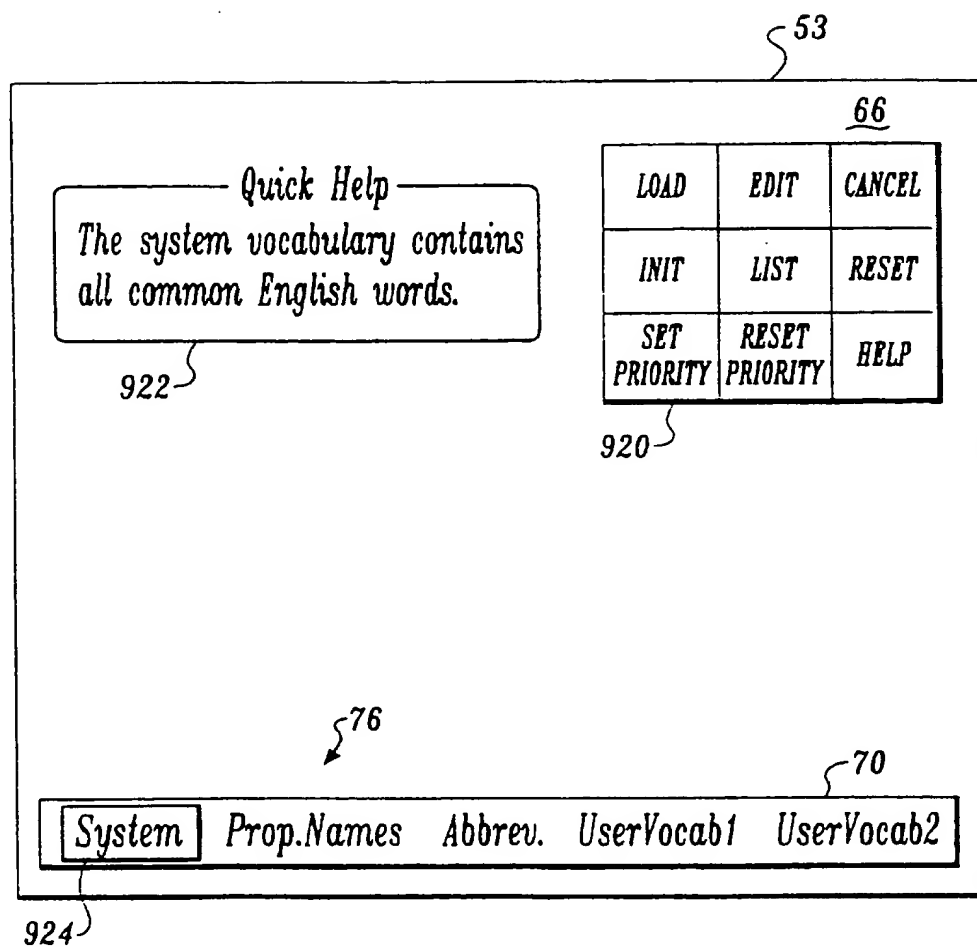 53
66
Quick Help
The system vocabulary contains
all common English words.
922
LOAD EDIT CANCEL
INIT LIST RESET
SET PRIORITY RESET PRIORITY HELP
920
76
70
System Prop.Names Abbrev. UserVocab1 UserVocab2
924